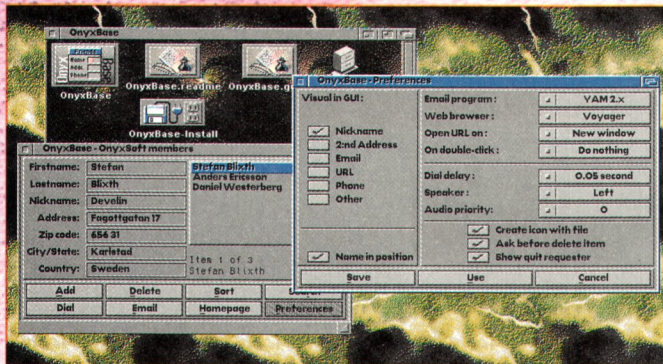 OnyxBase
OnyxBase
OnyxBase.readme
OnyxBase-Install
OnyxBase - OnyxSoft members
Firstname: Stefan
Lastname: Blixth
Nickname: Develin
Address: Fagottgatan 17
Zip code: 656 31
City/State: Karlstad
Country: Sweden
Stefan Blixth
Anders Ericsson
Daniel Westerberg
Item 1 of 3
Stefan Blixth
Add Delete Sort
Dial Email Homepage Preferences
OnyxBase - Preferences
Visual in GUI:
Nickname
2:nd Address
Email
URL
Phone
Other
Name in position
Email program: YAM 2.x
Web browser: Voyager
Open URL on: New window
On double-click: Do nothing
Dial delay: 0.05 second
Speaker: Left
Audio priority: 0
Create icon with file
Ask before delete item
Show quit requester
Save Use Cancel